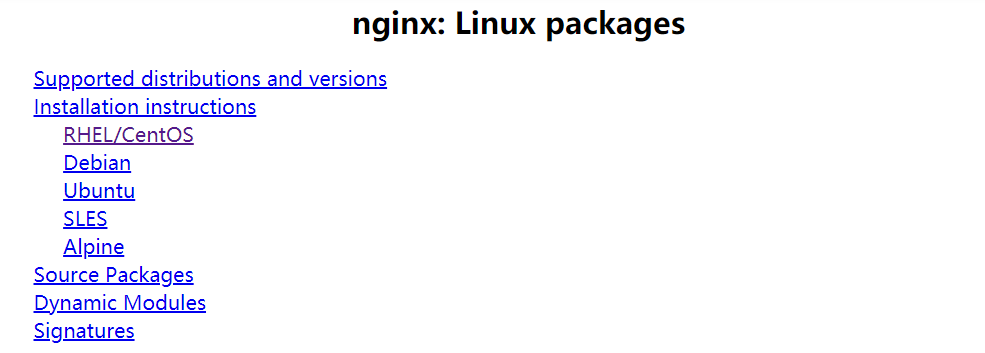 nginx: Linux packages
Supported distributions and versions
Installation instructions
RHEL/CentOS
Debian
Ubuntu
SLES
Alpine
Source Packages
Dynamic Modules
Signatures